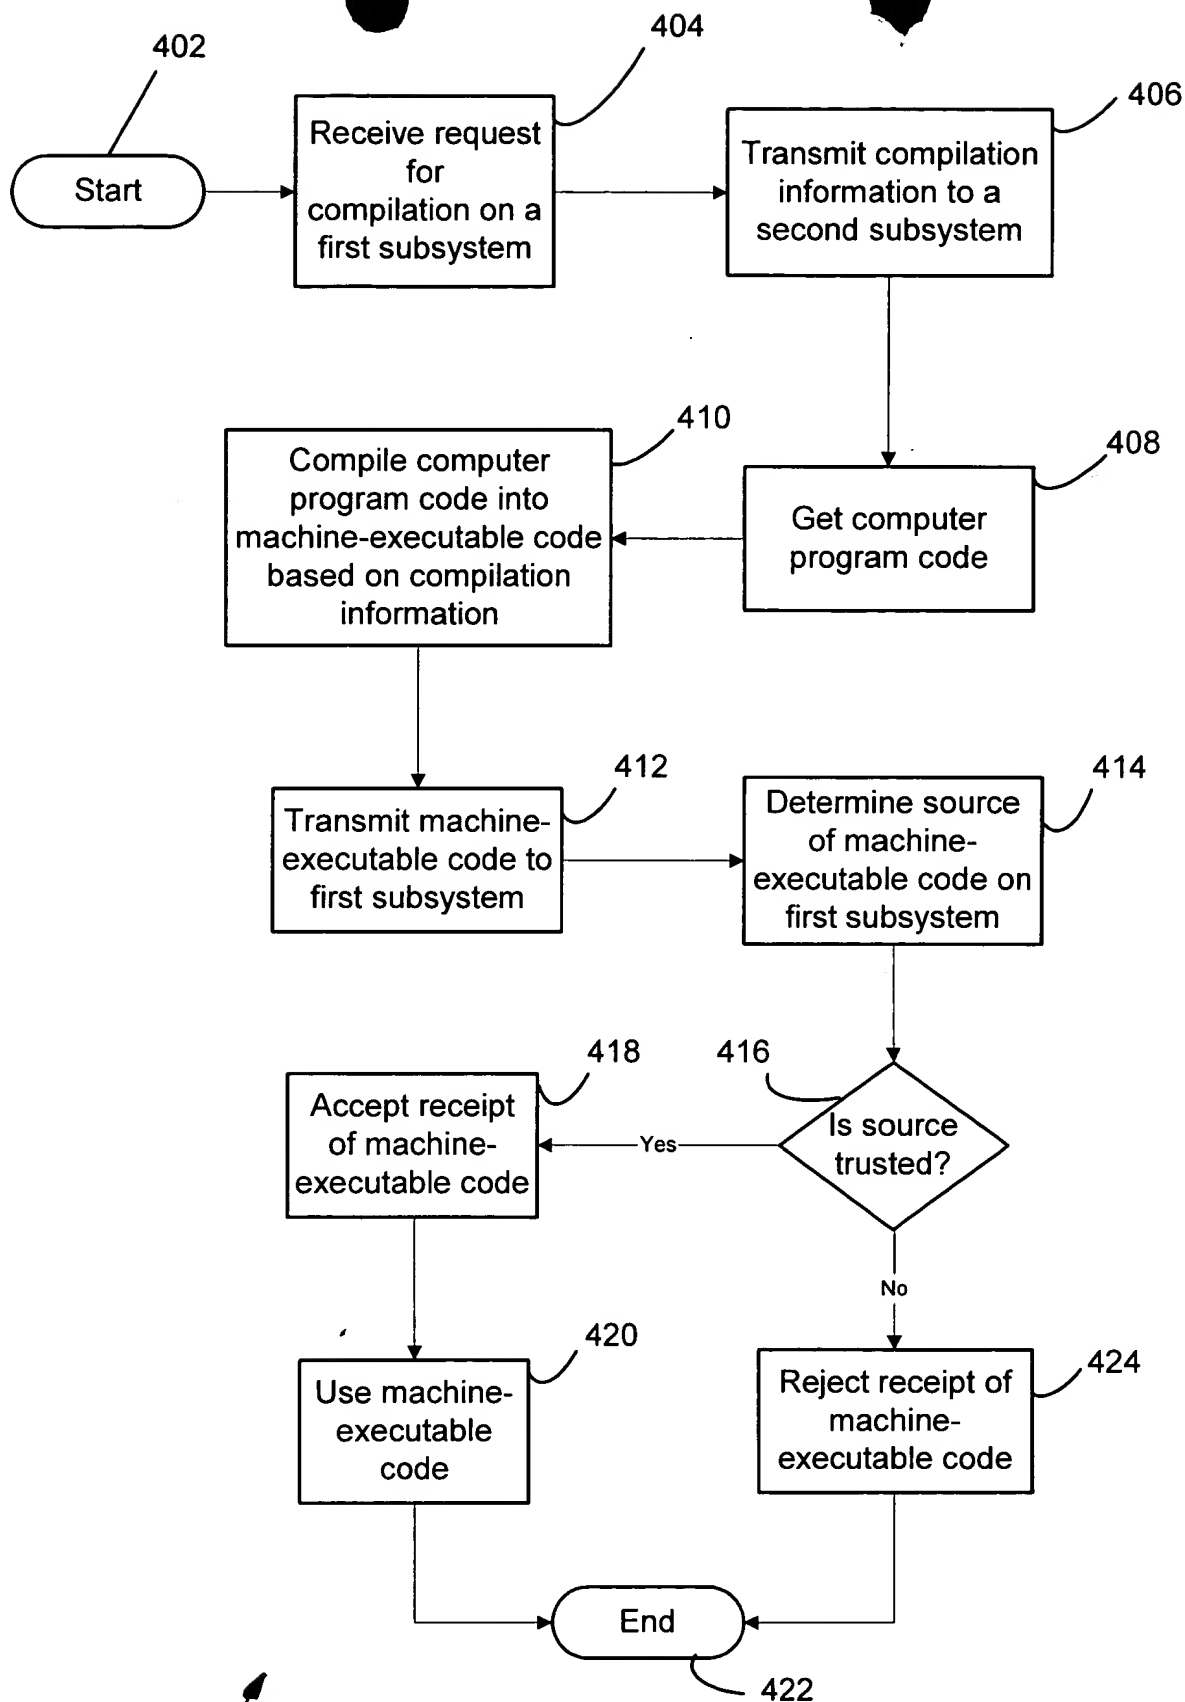 402
Start
404
Receive request
for
compilation on a
first subsystem
406
Transmit compilation
information to a
second subsystem
408
Get computer
program code
410
Compile computer
program code into
machine-executable code
based on compilation
information
412
Transmit machine-
executable code to
first subsystem
414
Determine source
of machine-
executable code on
first subsystem
416
Is source
trusted?
Yes
418
Accept receipt
of machine-
executable code
No
420
Use machine-
executable
code
424
Reject receipt of
machine-
executable code
End
422